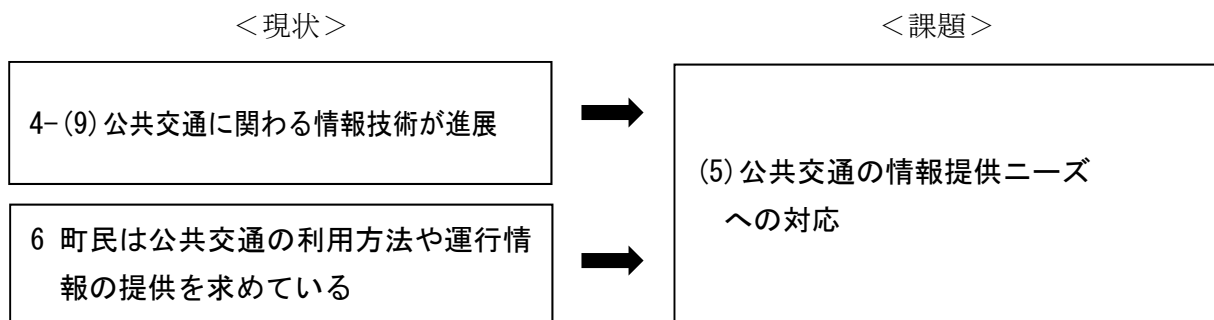 ＜現状＞
＜課題＞
4-(9)公共交通に関わる情報技術が進展
6 町民は公共交通の利用方法や運行情
報の提供を求めている
(5)公共交通の情報提供ニーズ
への対応